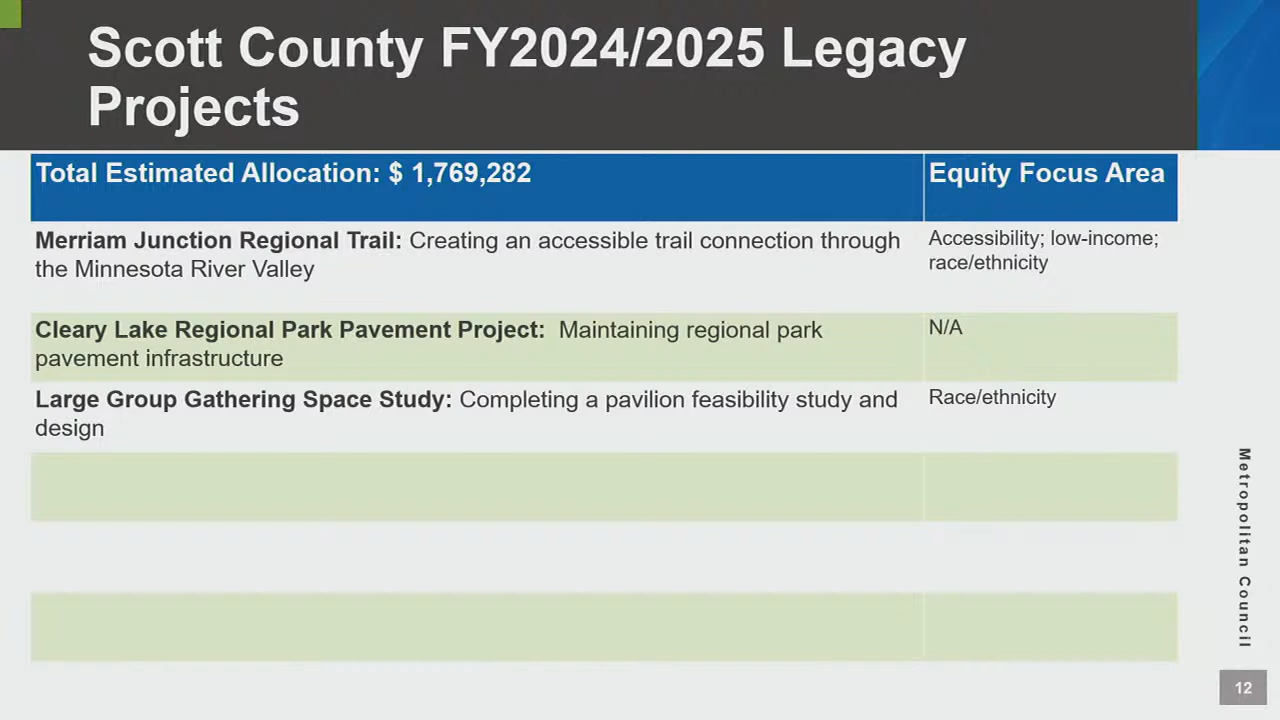 Scott County FY2024/2025 Legacy
Projects
Total Estimated Allocation: $ 1,769,282
Equity Focus Area
Merriam Junction Regional Trail: Creating an accessible trail connection through
the Minnesota River Valley
Accessibility; low-income;
race/ethnicity
Cleary Lake Regional Park Pavement Project: Maintaining regional park
pavement infrastructure
N/A
Large Group Gathering Space Study: Completing a pavilion feasibility study and
design
Race/ethnicity
Metropolitan Council
12